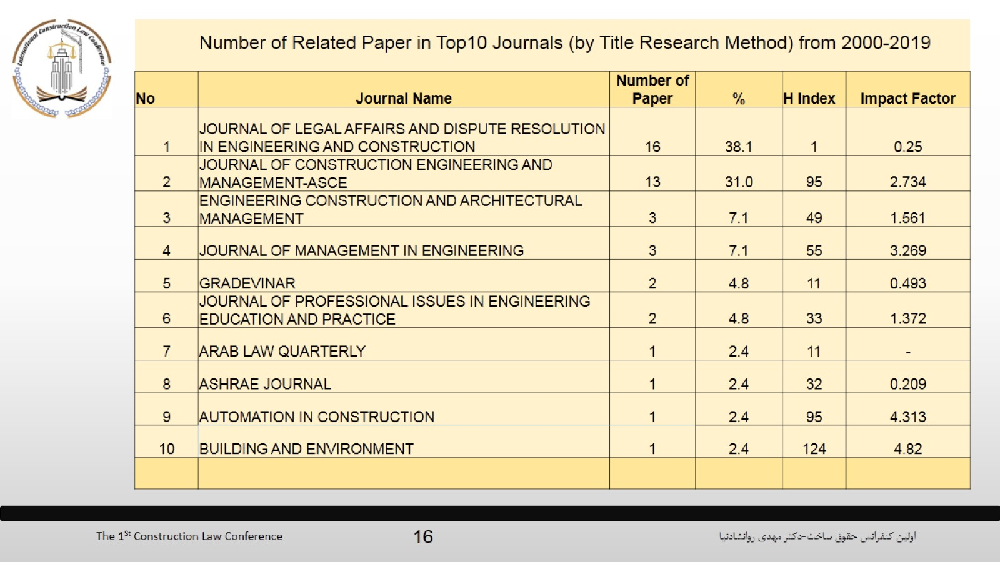 International Construction Law Conference
Number of Related Paper in Top10 Journals (by Title Research Method) from 2000-2019
No Journal Name Number of Paper % H Index Impact Factor
1 JOURNAL OF LEGAL AFFAIRS AND DISPUTE RESOLUTION
IN ENGINEERING AND CONSTRUCTION 16 38.1 1 0.25
2 JOURNAL OF CONSTRUCTION ENGINEERING AND
MANAGEMENT-ASCE 13 31.0 95 2.734
3 ENGINEERING CONSTRUCTION AND ARCHITECTURAL
MANAGEMENT 3 7.1 49 1.561
4 JOURNAL OF MANAGEMENT IN ENGINEERING 3 7.1 55 3.269
5 GRADEVINAR 2 4.8 11 0.493
6 JOURNAL OF PROFESSIONAL ISSUES IN ENGINEERING
EDUCATION AND PRACTICE 2 4.8 33 1.372
7 ARAB LAW QUARTERLY 1 2.4 11 -
8 ASHRAE JOURNAL 1 2.4 32 0.209
9 AUTOMATION IN CONSTRUCTION 1 2.4 95 4.313
10 BUILDING AND ENVIRONMENT 1 2.4 124 4.82
The 1St Construction Law Conference 16 اولین کنفرانس حقوق ساخت-دکتر مهدی روانشادنیا